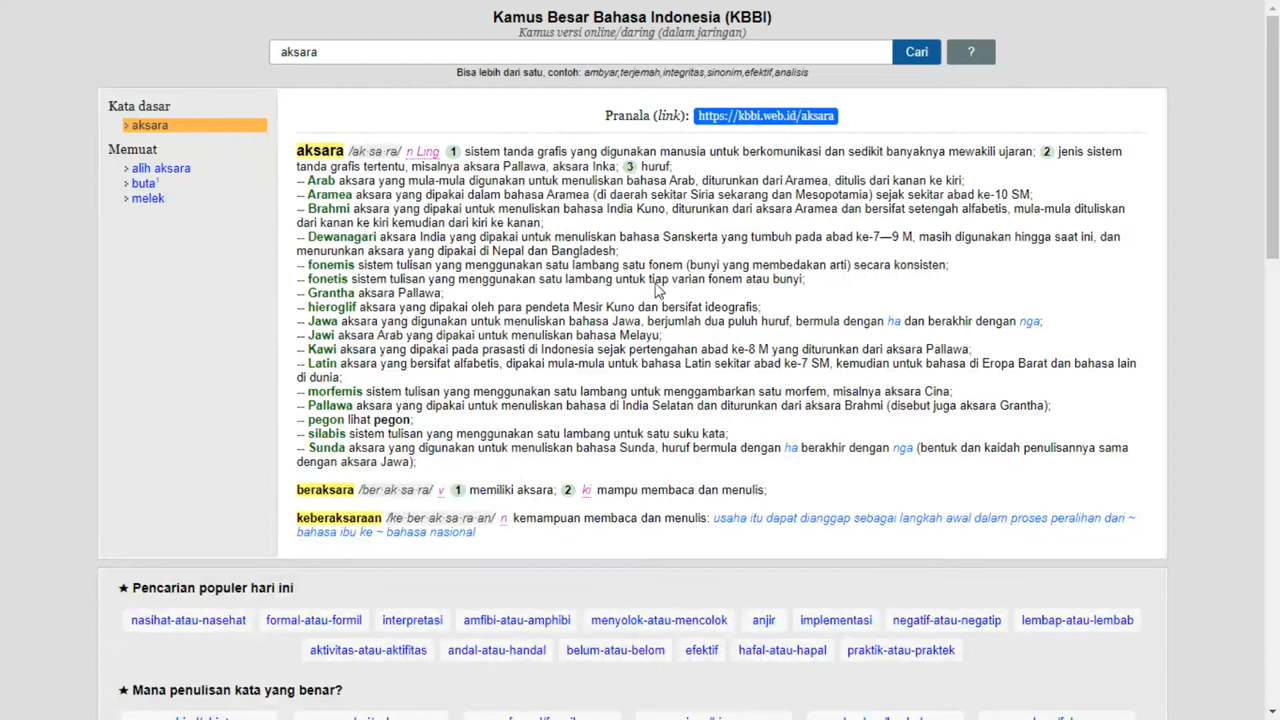 Kamus Besar Bahasa Indonesia (KBBI)
Kamus versi online/daring (dalam jaringan)
aksara
Cari
?
Bisa lebih dari satu, contoh: ambyar,terjemah,integritas,sinonim,efektif,analisis
Kata dasar
› aksara
Memuat
› alih aksara
› buta¹
› melek
Pranala (link): https://kbbi.web.id/aksara
aksara /ak·sa·ra/ n Ling 1 sistem tanda grafis yang digunakan manusia untuk berkomunikasi dan sedikit banyaknya mewakili ujaran; 2 jenis sistem
tanda grafis tertentu, misalnya aksara Pallawa, aksara Inka; 3 huruf;
-- Arab aksara yang mula-mula digunakan untuk menuliskan bahasa Arab, diturunkan dari Aramea, ditulis dari kanan ke kiri;
-- Aramea aksara yang dipakai dalam bahasa Aramea (di daerah sekitar Siria sekarang dan Mesopotamia) sejak sekitar abad ke-10 SM;
-- Brahmi aksara yang dipakai untuk menuliskan bahasa India Kuno, diturunkan dari aksara Aramea dan bersifat setengah alfabetis, mula-mula dituliskan
dari kanan ke kiri kemudian dari kiri ke kanan;
-- Dewanagari aksara India yang dipakai untuk menuliskan bahasa Sanskerta yang tumbuh pada abad ke-7—9 M, masih digunakan hingga saat ini, dan
menurunkan aksara yang dipakai di Nepal dan Bangladesh;
-- fonemis sistem tulisan yang menggunakan satu lambang satu fonem (bunyi yang membedakan arti) secara konsisten;
-- fonetis sistem tulisan yang menggunakan satu lambang untuk tiap varian fonem atau bunyi;
-- Grantha aksara Pallawa;
-- hieroglif aksara yang dipakai oleh para pendeta Mesir Kuno dan bersifat ideografis;
-- Jawa aksara yang digunakan untuk menuliskan bahasa Jawa, berjumlah dua puluh huruf, bermula dengan ha dan berakhir dengan nga;
-- Jawi aksara Arab yang dipakai untuk menuliskan bahasa Melayu;
-- Kawi aksara yang dipakai pada prasasti di Indonesia sejak pertengahan abad ke-8 M yang diturunkan dari aksara Pallawa;
-- Latin aksara yang bersifat alfabetis, dipakai mula-mula untuk bahasa Latin sekitar abad ke-7 SM, kemudian untuk bahasa di Eropa Barat dan bahasa lain
di dunia;
-- morfemis sistem tulisan yang menggunakan satu lambang untuk menggambarkan satu morfem, misalnya aksara Cina;
-- Pallawa aksara yang dipakai untuk menuliskan bahasa di India Selatan dan diturunkan dari aksara Brahmi (disebut juga aksara Grantha);
-- pegon lihat pegon;
-- silabis sistem tulisan yang menggunakan satu lambang untuk satu suku kata;
-- Sunda aksara yang digunakan untuk menuliskan bahasa Sunda, huruf bermula dengan ha berakhir dengan nga (bentuk dan kaidah penulisannya sama
dengan aksara Jawa);
beraksara /ber·ak·sa·ra/ v 1 memiliki aksara; 2 ki mampu membaca dan menulis;
keberaksaraan /ke·ber·ak·sa·ra·an/ n kemampuan membaca dan menulis: usaha itu dapat dianggap sebagai langkah awal dalam proses peralihan dari ~
bahasa ibu ke ~ bahasa nasional
★ Pencarian populer hari ini
nasihat-atau-nasehat
formal-atau-formil
interpretasi
amfibi-atau-amphibi
menyolok-atau-mencolok
anjir
implementasi
negatif-atau-negatip
lembap-atau-lembab
aktivitas-atau-aktifitas
andal-atau-handal
belum-atau-belom
efektif
hafal-atau-hapal
praktik-atau-praktek
★ Mana penulisan kata yang benar?